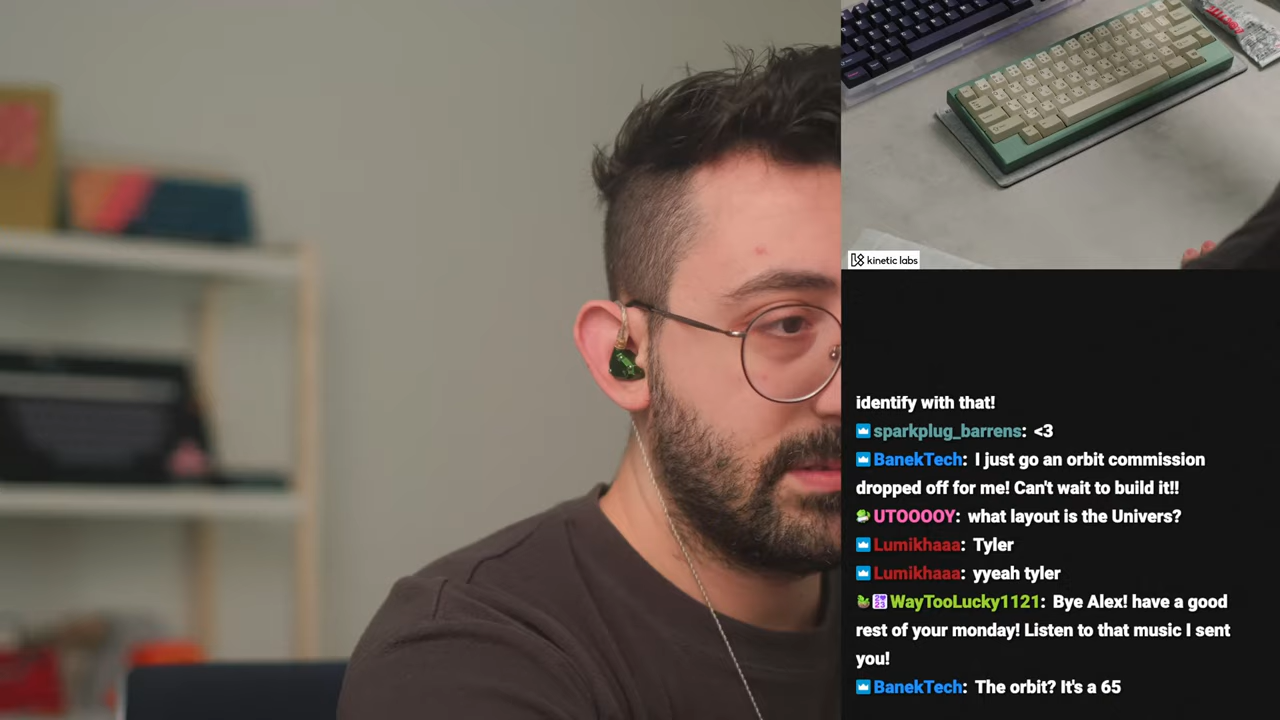 kinetic labs
identify with that!
sparkplug_barrens: <3
BanekTech: I just go an orbit commission
dropped off for me! Can't wait to build it!!
UTOOOOY: what layout is the Univers?
Lumikhaaa: Tyler
Lumikhaaa: yyeah tyler
WayTooLucky1121: Bye Alex! have a good
rest of your monday! Listen to that music I sent
you!
BanekTech: The orbit? It's a 65